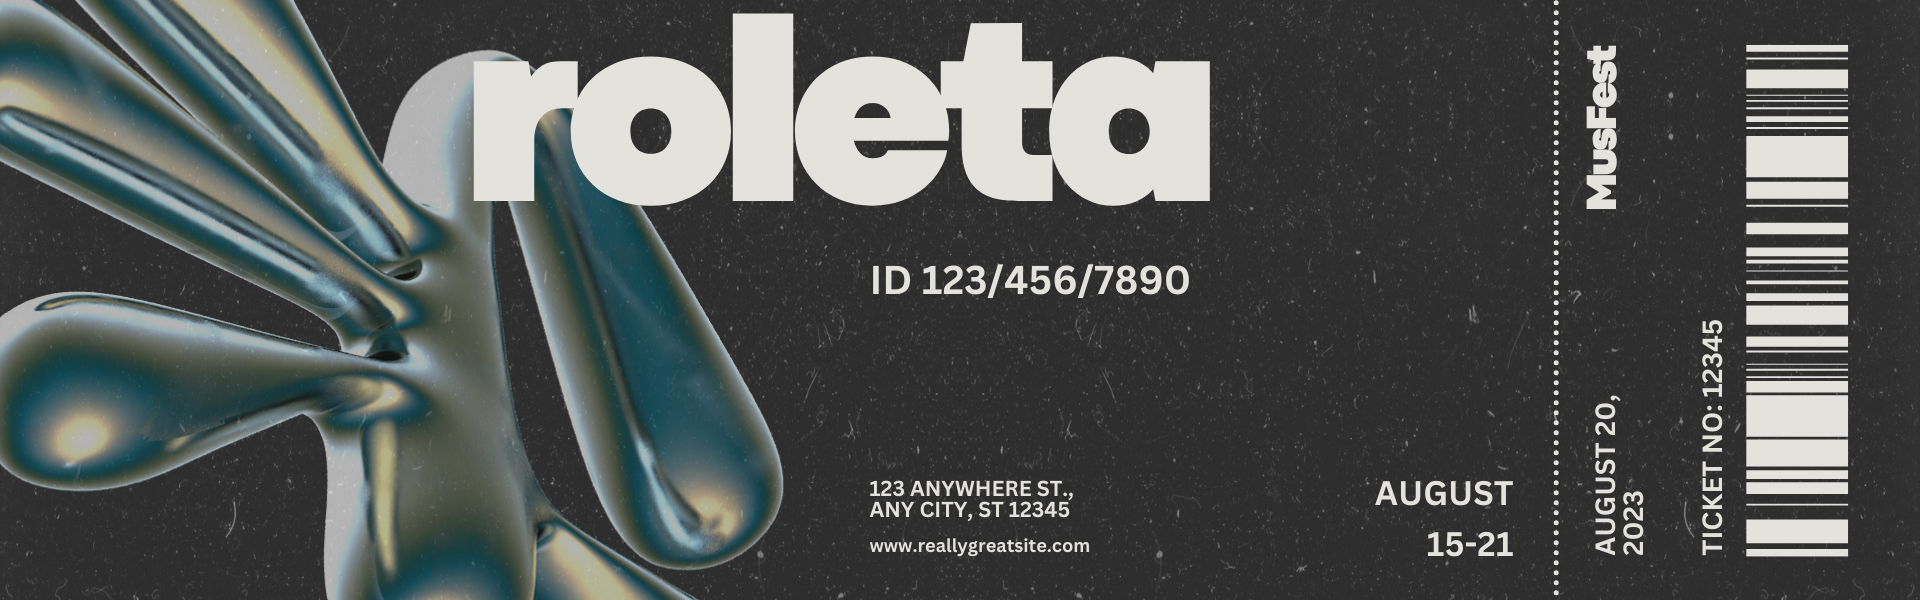 roleta
ID 123/456/7890
123 ANYWHERE ST.,
ANY CITY, ST 12345
www.reallygreatsite.com
AUGUST
15-21
MusFest
AUGUST 20,
2023
TICKET NO: 12345